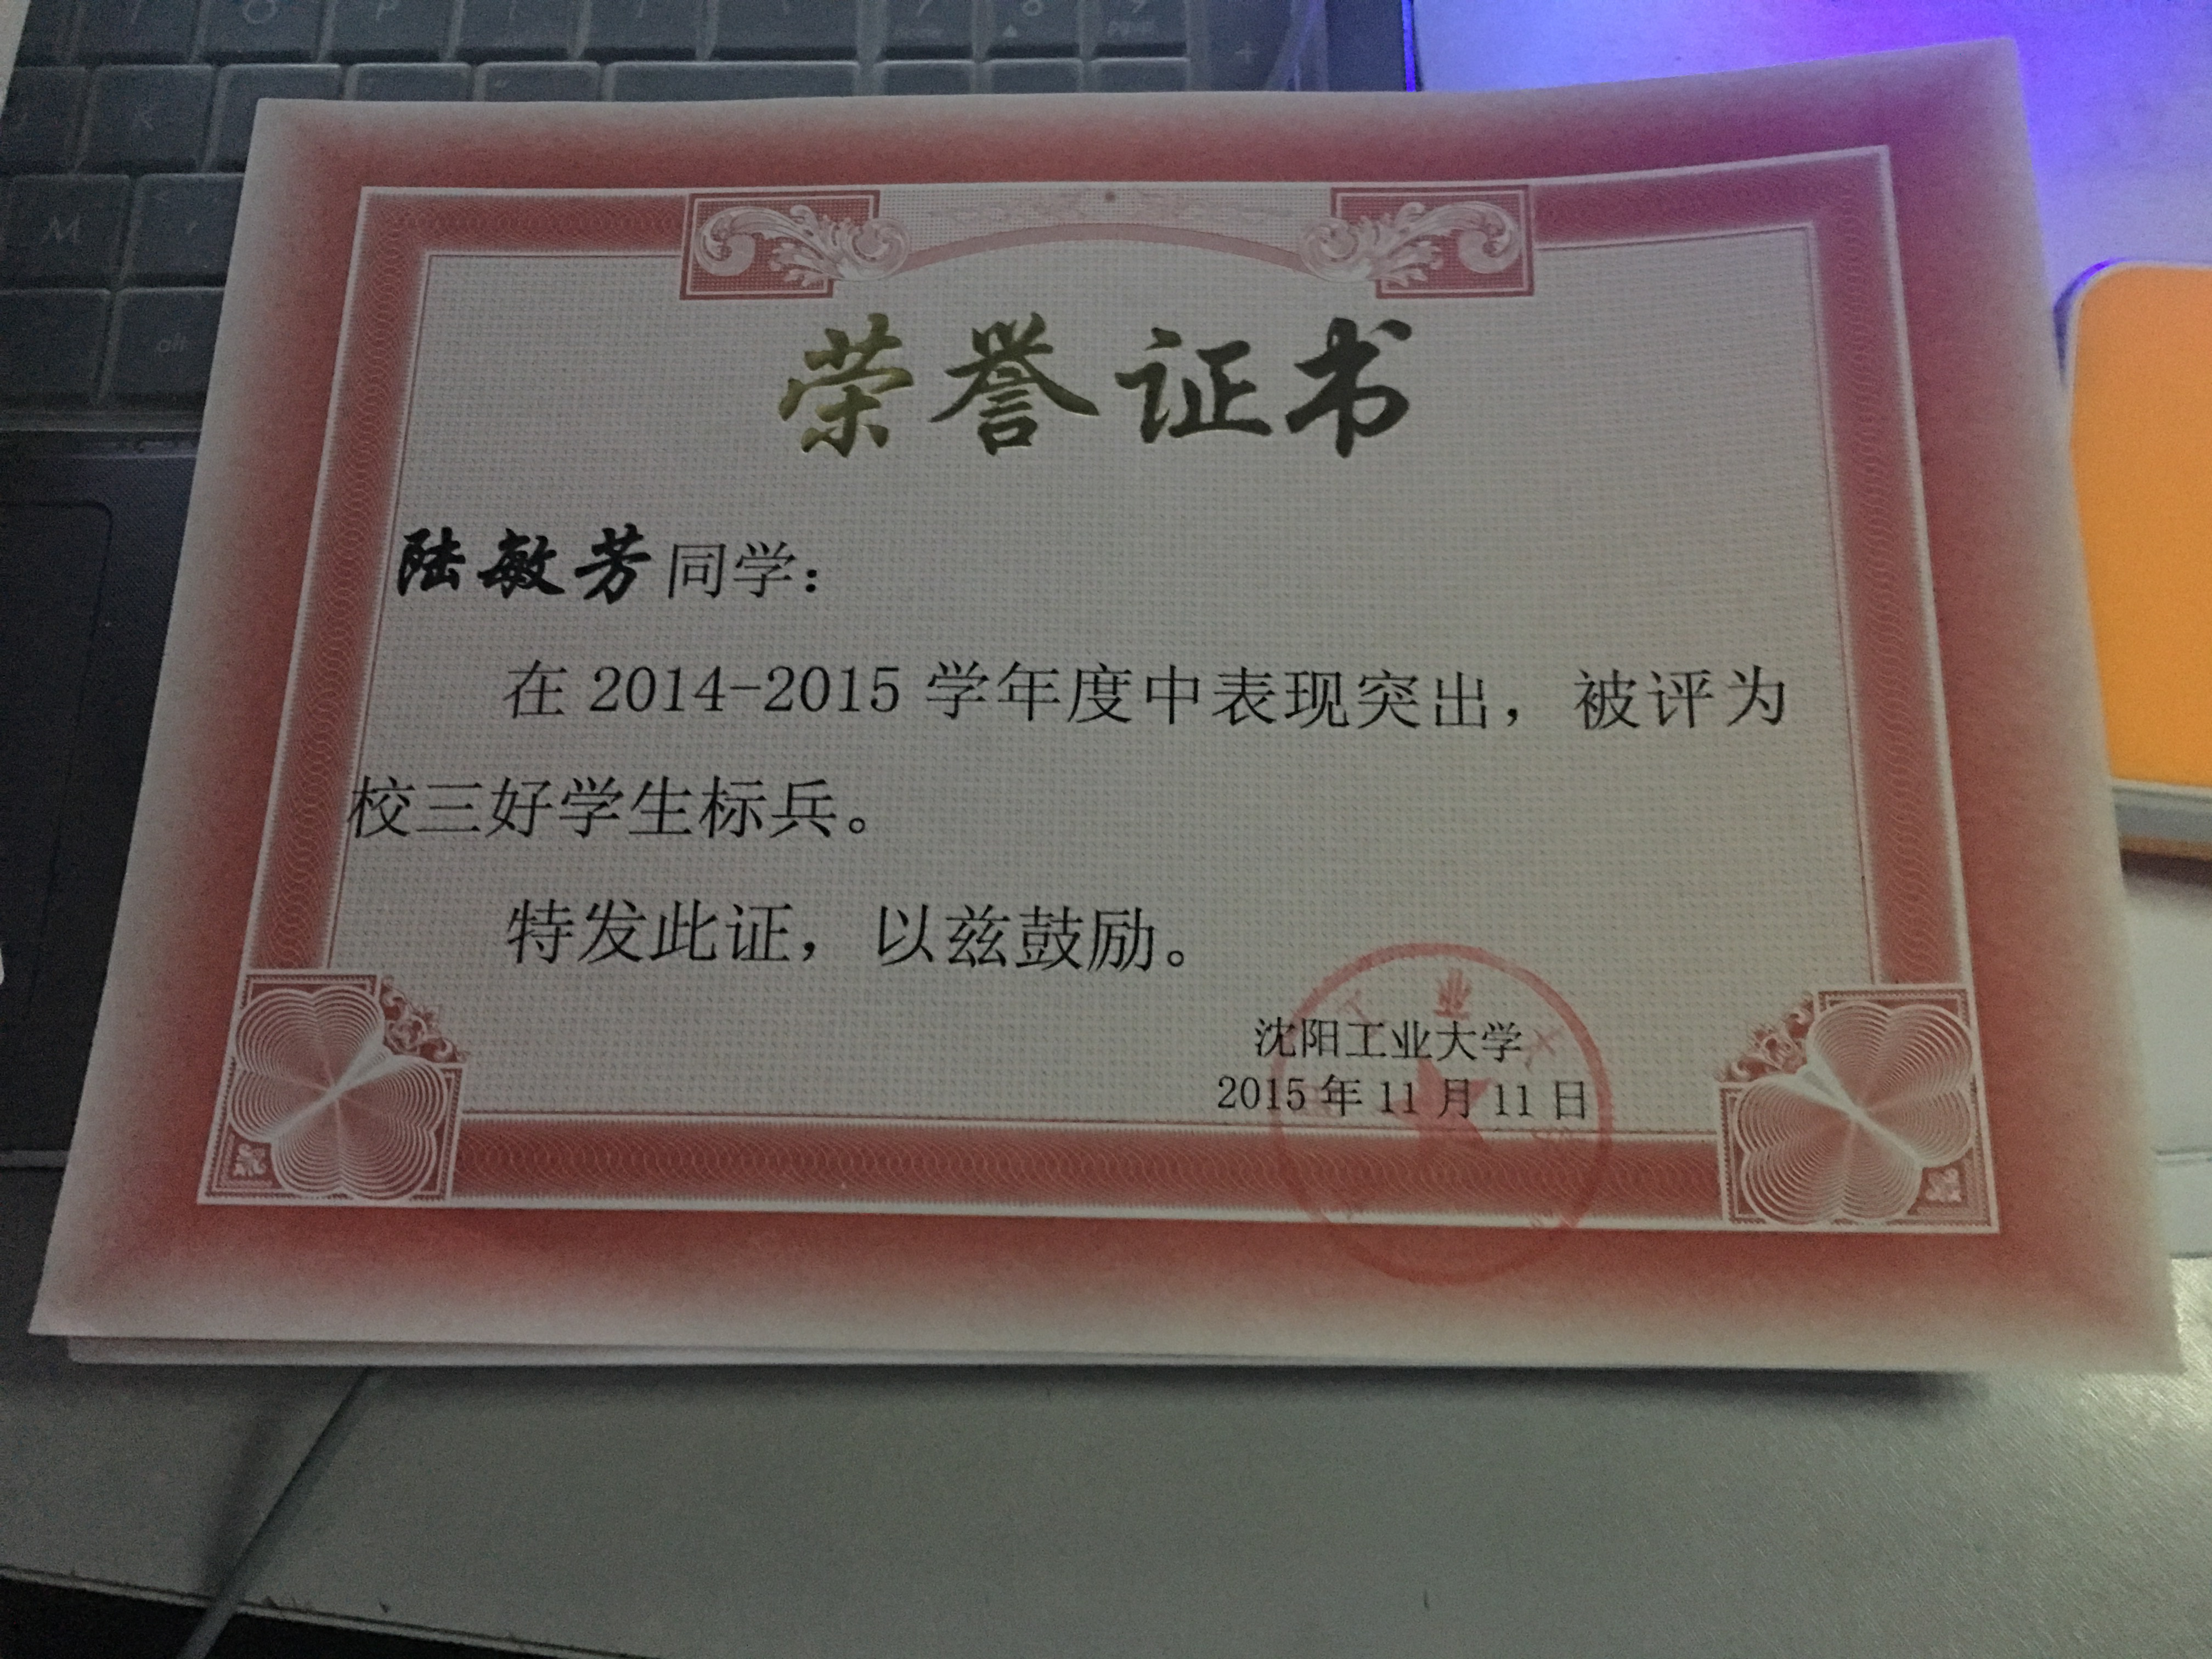 荣誉证书
陆敏芳同学：
在 2014-2015 学年度中表现突出，被评为
校三好学生标兵。
特发此证，以兹鼓励。
沈阳工业大学
2015 年 11 月 11 日